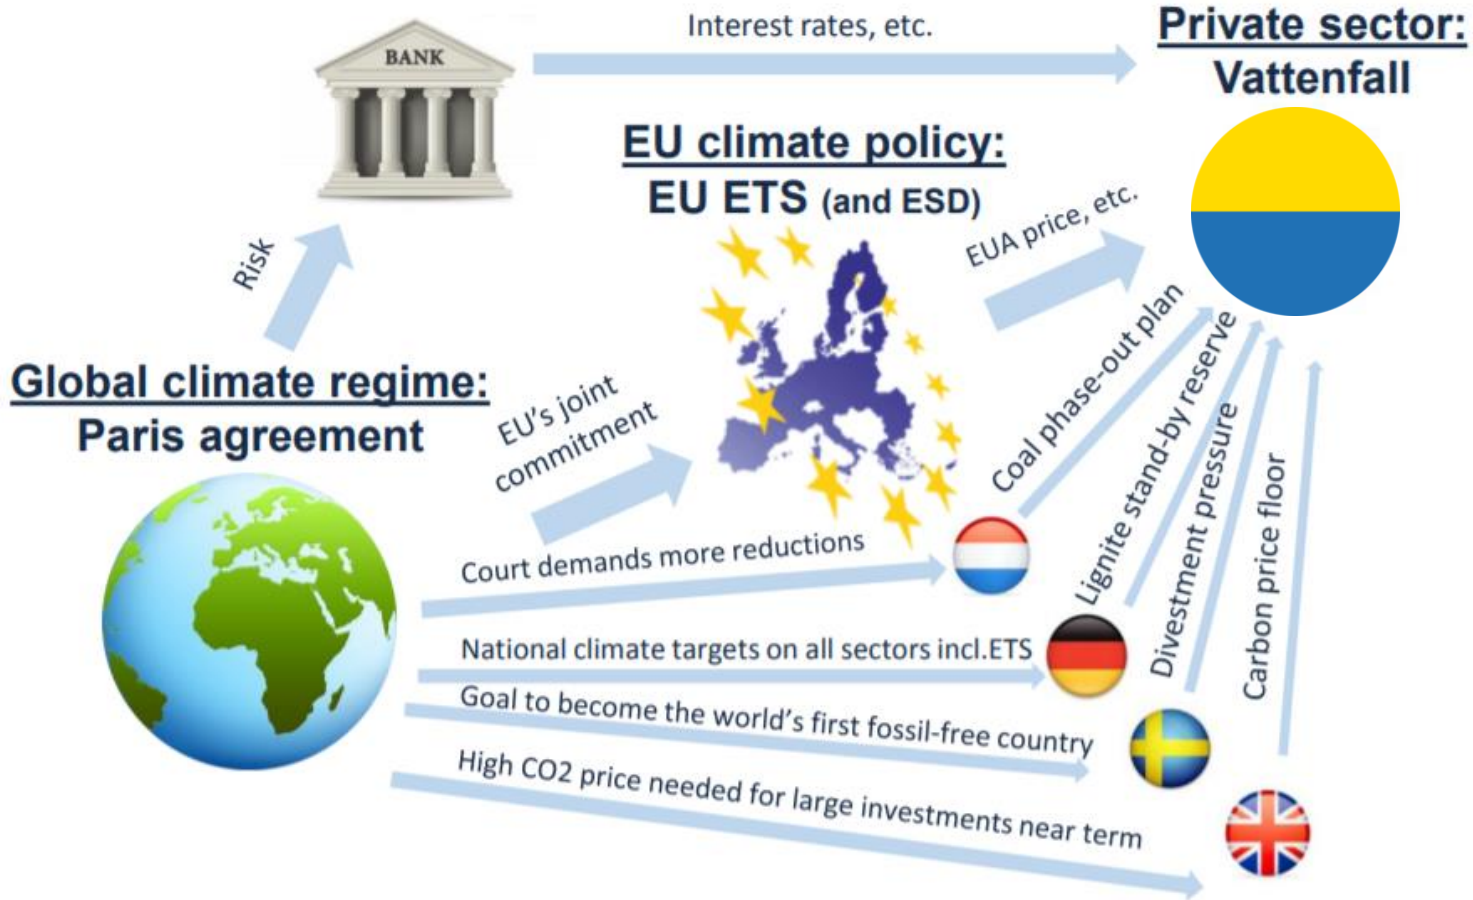 Interest rates, etc.
Private sector:
Vattenfall
BANK
EU climate policy:
EU ETS (and ESD)
EUA price, etc.
Risk
Global climate regime:
Paris agreement
EU’s joint
commitment
Coal phase-out plan
Lignite stand-by reserve
Divestment pressure
Carbon price floor
Court demands more reductions
National climate targets on all sectors incl.ETS
Goal to become the world’s first fossil-free country
High CO2 price needed for large investments near term